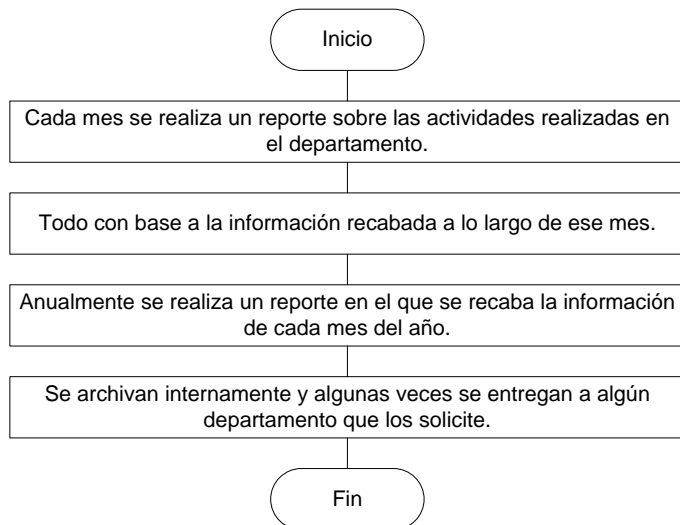 Inicio
Cada mes se realiza un reporte sobre las actividades realizadas en
el departamento.
Todo con base a la información recabada a lo largo de ese mes.
Anualmente se realiza un reporte en el que se recaba la información
de cada mes del año.
Se archivan internamente y algunas veces se entregan a algún
departamento que los solicite.
Fin